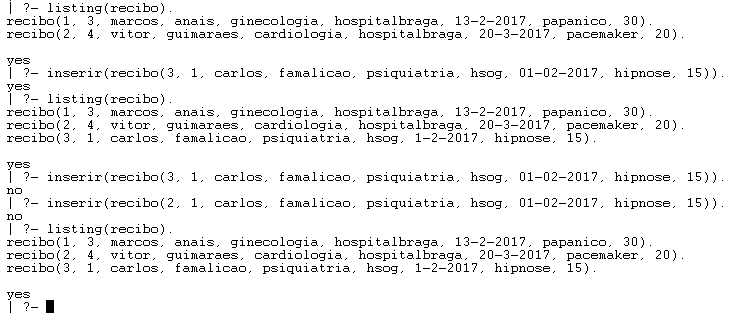 | ?- listing(recibo).
recibo(1, 3, marcos, anais, ginecologia, hospitalbraga, 13-2-2017, papanico, 30).
recibo(2, 4, vitor, guimaraes, cardiologia, hospitalbraga, 20-3-2017, pacemaker, 20).
yes
| ?- inserir(recibo(3, 1, carlos, famalicao, psiquiatria, hsog, 01-02-2017, hipnose, 15)).
yes
| ?- listing(recibo).
recibo(1, 3, marcos, anais, ginecologia, hospitalbraga, 13-2-2017, papanico, 30).
recibo(2, 4, vitor, guimaraes, cardiologia, hospitalbraga, 20-3-2017, pacemaker, 20).
recibo(3, 1, carlos, famalicao, psiquiatria, hsog, 1-2-2017, hipnose, 15).
yes
| ?- inserir(recibo(3, 1, carlos, famalicao, psiquiatria, hsog, 01-02-2017, hipnose, 15)).
no
| ?- inserir(recibo(2, 1, carlos, famalicao, psiquiatria, hsog, 01-02-2017, hipnose, 15)).
no
| ?- listing(recibo).
recibo(1, 3, marcos, anais, ginecologia, hospitalbraga, 13-2-2017, papanico, 30).
recibo(2, 4, vitor, guimaraes, cardiologia, hospitalbraga, 20-3-2017, pacemaker, 20).
recibo(3, 1, carlos, famalicao, psiquiatria, hsog, 1-2-2017, hipnose, 15).
yes
| ?-